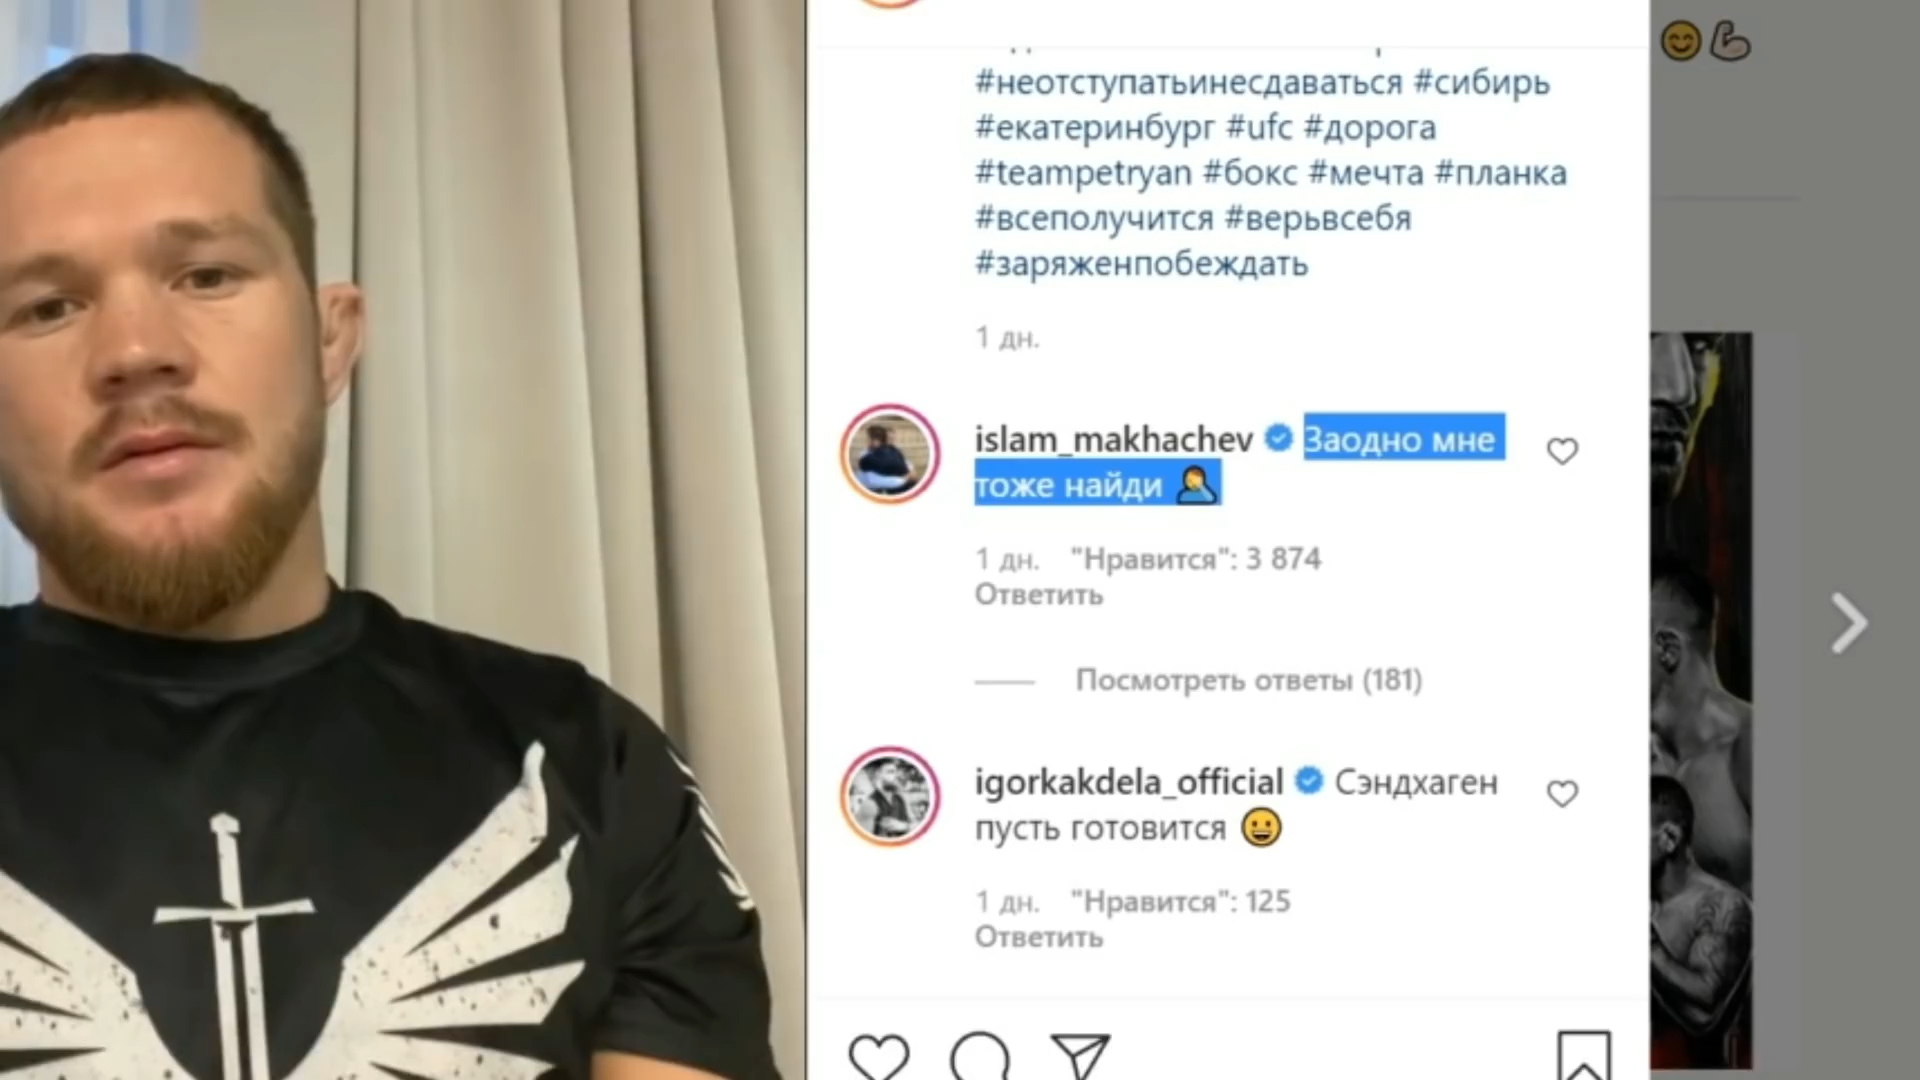 #неотступатьинесдаваться #сибирь
#екатеринбург #ufc #дорога
#teampetryan #бокс #мечта #планка
#всеполучится #верьвсебя
#заряженпобеждать
1 дн.
islam_makhachev Заодно мне
тоже найди 🤦‍♂️
1 дн. "Нравится": 3 874
Ответить
Посмотреть ответы (181)
igorkakdela_official Сэндхаген
пусть готовится 😀
1 дн. "Нравится": 125
Ответить